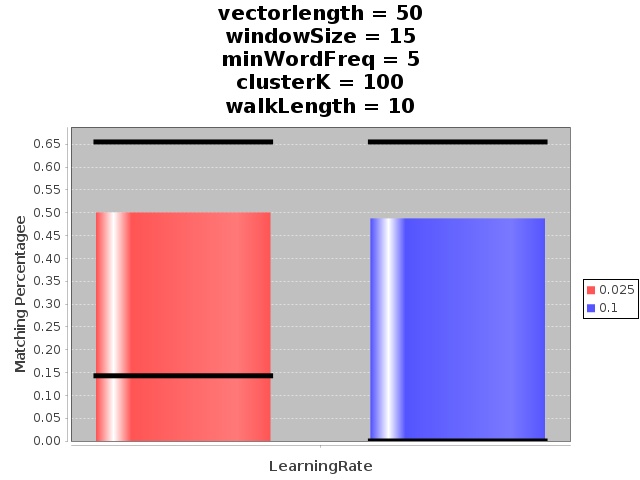 vectorlength = 50
windowSize = 15
minWordFreq = 5
clusterK = 100
walkLength = 10
Matching Percentagee
0.65
0.60
0.55
0.50
0.45
0.40
0.35
0.30
0.25
0.20
0.15
0.10
0.05
0.00
LearningRate
0.025
0.1